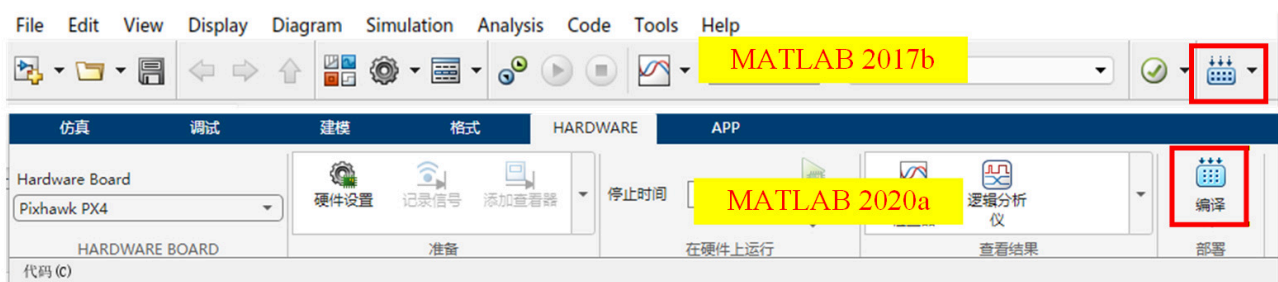 File Edit View Display Diagram Simulation Analysis Code Tools Help
MATLAB 2017b
仿真 调试 建模 格式 HARDWARE APP
Hardware Board
Pixhawk PX4
硬件设置 记录信号 添加查看器 停止时间 逻辑分析仪 编译
MATLAB 2020a
HARDWARE BOARD 准备 在硬件上运行 查看结果 部署
代码(C)